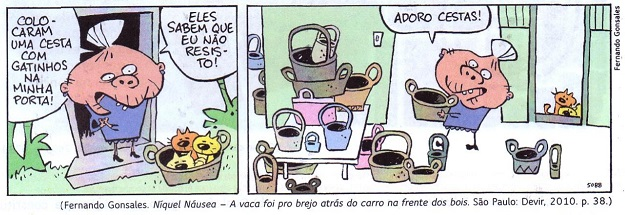 COLO-
CARAM
UMA CESTA
COM
GATINHOS
NA
MINHA
PORTA!
ELES
SABEM QUE
EU NÃO
RESIS-
TO!
ADORO CESTAS!
Fernando Gonsales
5088
(Fernando Gonsales. Níquel Náusea – A vaca foi pro brejo atrás do carro na frente dos bois. São Paulo: Devir, 2010. p. 38.)